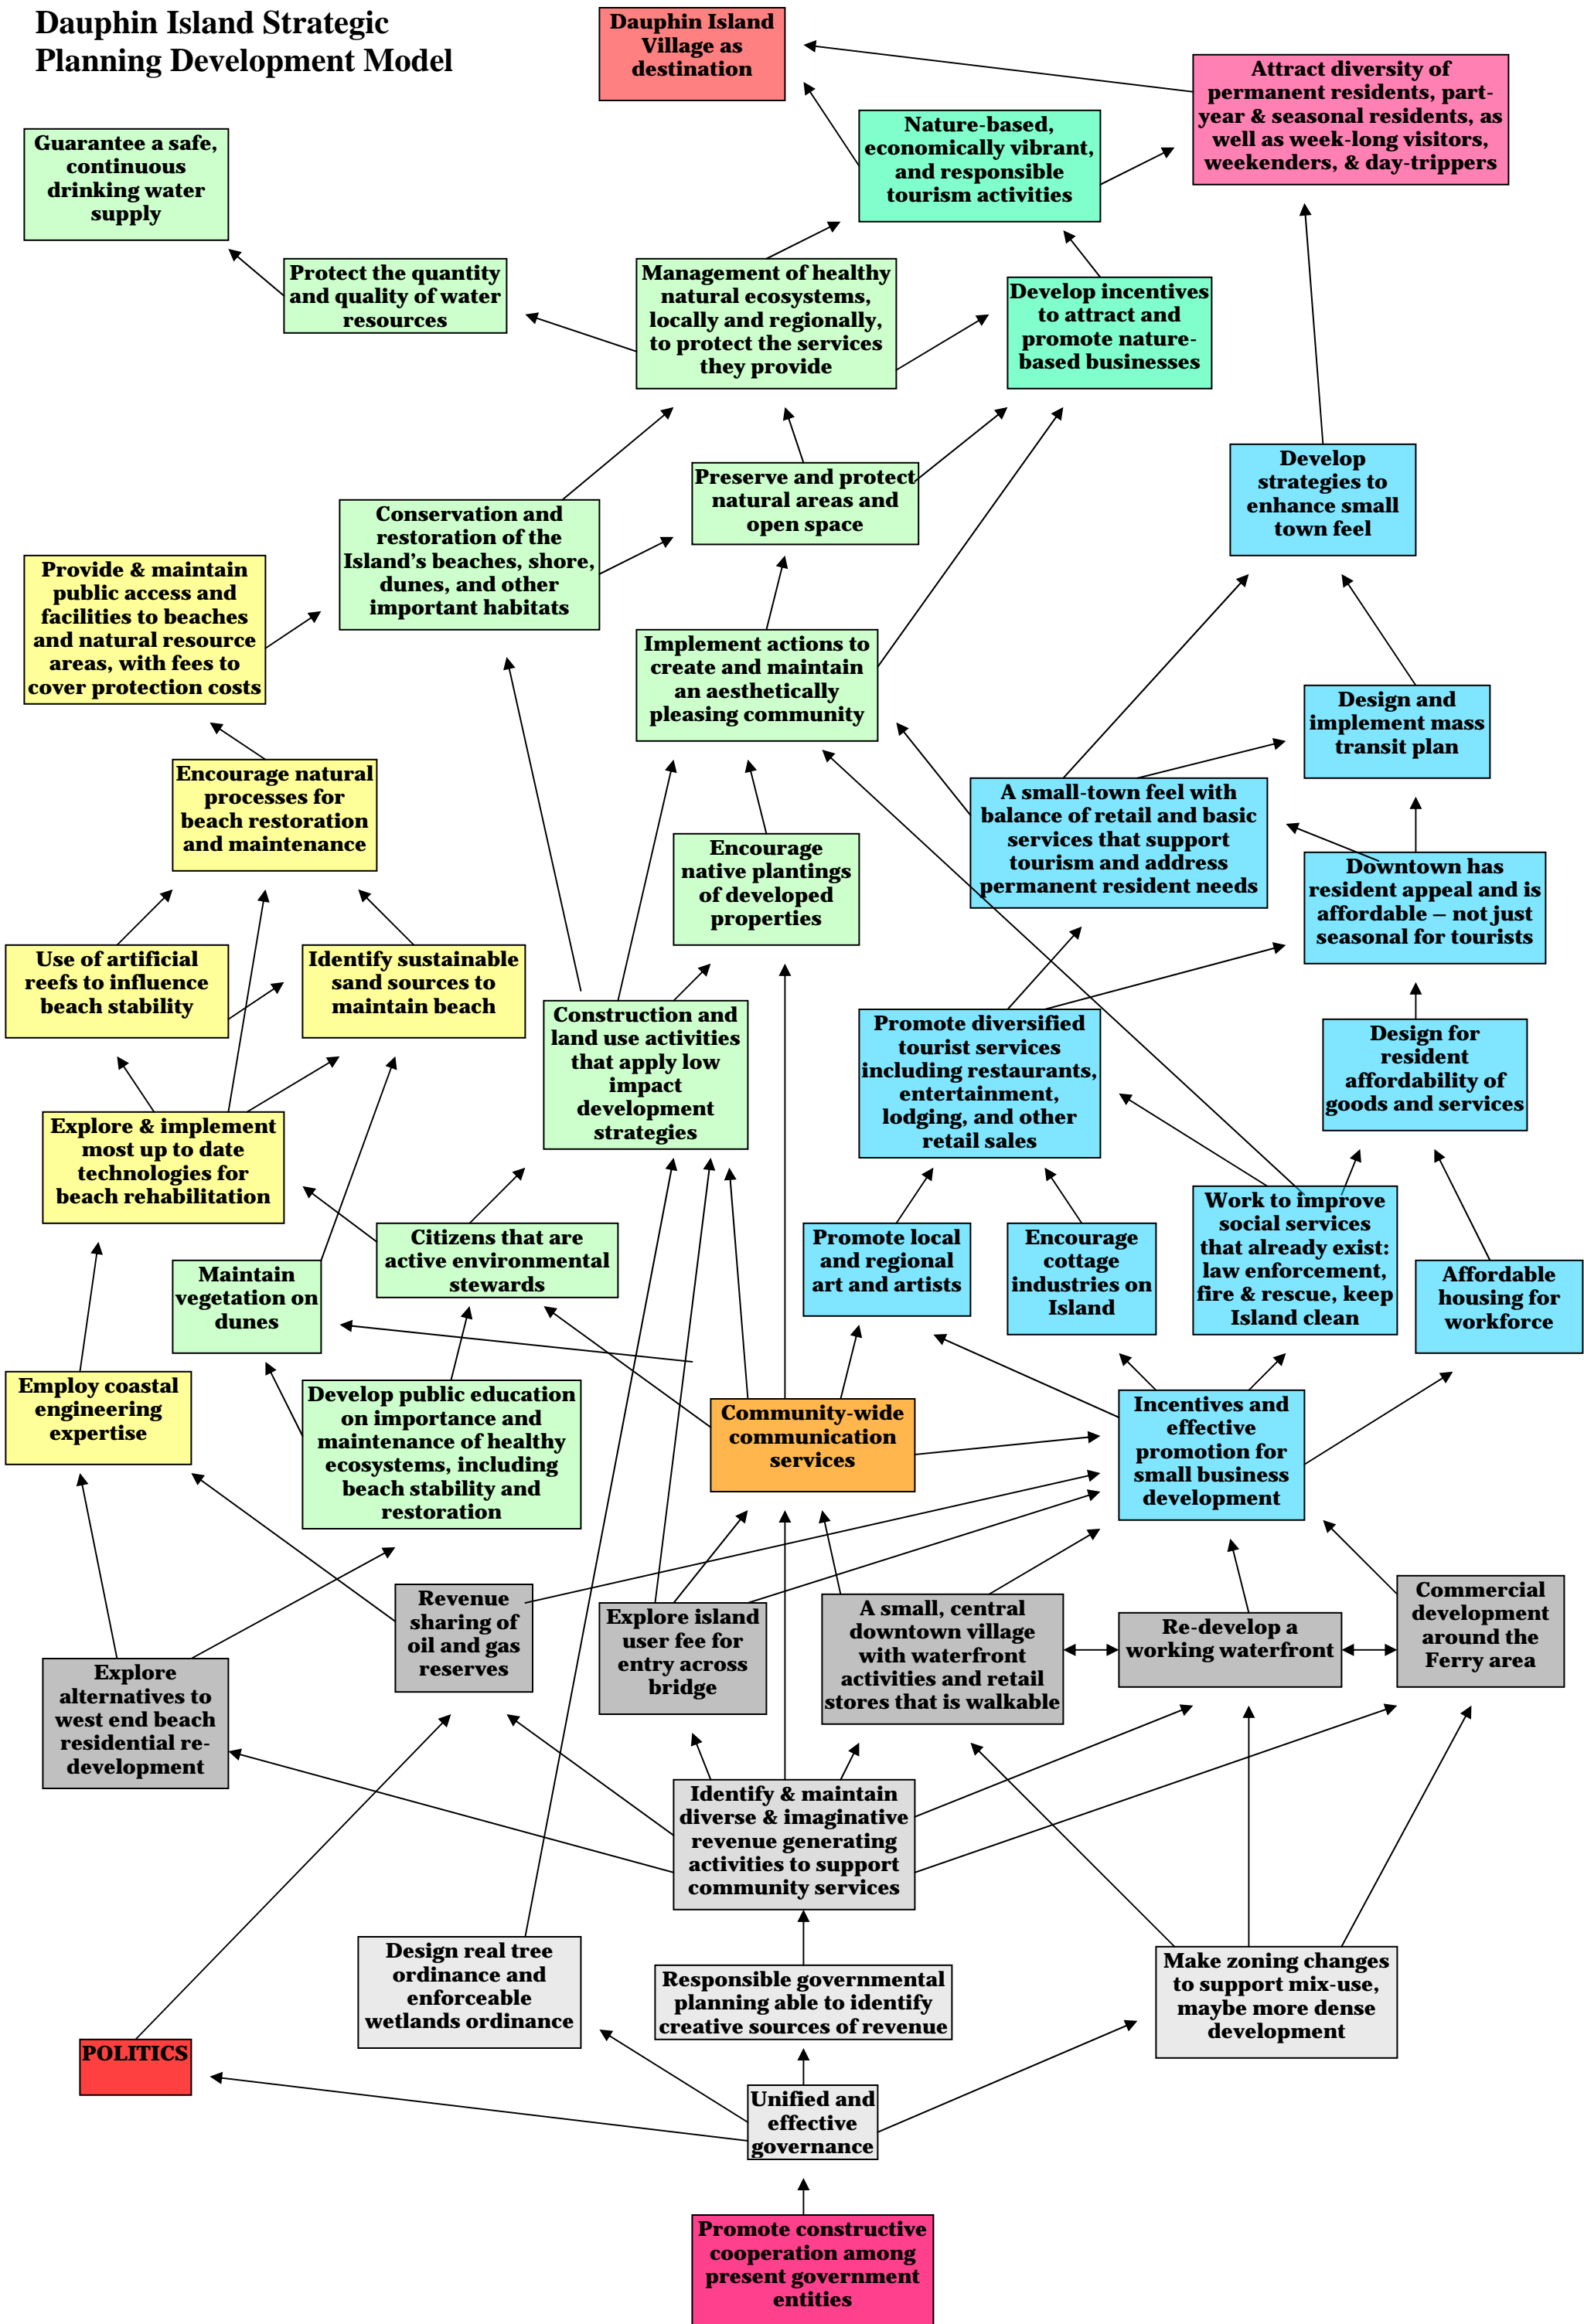 Dauphin Island Strategic
Planning Development Model
Dauphin Island
Village as
destination
Attract diversity of
permanent residents, part-
year & seasonal residents, as
well as week-long visitors,
weekenders, & day-trippers
Nature-based,
economically vibrant,
and responsible
tourism activities
Guarantee a safe,
continuous
drinking water
supply
Protect the quantity
and quality of water
resources
Management of healthy
natural ecosystems,
locally and regionally,
to protect the services
they provide
Develop incentives
to attract and
promote nature-
based businesses
Develop
strategies to
enhance small
town feel
Preserve and protect
natural areas and
open space
Conservation and
restoration of the
Island's beaches, shore,
dunes, and other
important habitats
Provide & maintain
public access and
facilities to beaches
and natural resource
areas, with fees to
cover protection costs
Implement actions to
create and maintain
an aesthetically
pleasing community
Design and
implement mass
transit plan
Encourage natural
processes for
beach restoration
and maintenance
A small-town feel with
balance of retail and basic
services that support
tourism and address
permanent resident needs
Encourage
native plantings
of developed
properties
Downtown has
resident appeal and is
affordable – not just
seasonal for tourists
Use of artificial
reefs to influence
beach stability
Identify sustainable
sand sources to
maintain beach
Construction and
land use activities
that apply low
impact
development
strategies
Promote diversified
tourist services
including restaurants,
entertainment,
lodging, and other
retail sales
Design for
resident
affordability of
goods and services
Explore & implement
most up to date
technologies for
beach rehabilitation
Citizens that are
active environmental
stewards
Promote local
and regional
art and artists
Encourage
cottage
industries on
Island
Work to improve
social services
that already exist:
law enforcement,
fire & rescue, keep
Island clean
Affordable
housing for
workforce
Maintain
vegetation on
dunes
Employ coastal
engineering
expertise
Develop public education
on importance and
maintenance of healthy
ecosystems, including
beach stability and
restoration
Community-wide
communication
services
Incentives and
effective
promotion for
small business
development
Revenue
sharing of
oil and gas
reserves
Explore island
user fee for
entry across
bridge
A small, central
downtown village
with waterfront
activities and retail
stores that is walkable
Re-develop a
working waterfront
Commercial
development
around the
Ferry area
Explore
alternatives to
west end beach
residential re-
development
Identify & maintain
diverse & imaginative
revenue generating
activities to support
community services
Design real tree
ordinance and
enforceable
wetlands ordinance
Responsible governmental
planning able to identify
creative sources of revenue
Make zoning changes
to support mix-use,
maybe more dense
development
POLITICS
Unified and
effective
governance
Promote constructive
cooperation among
present government
entities